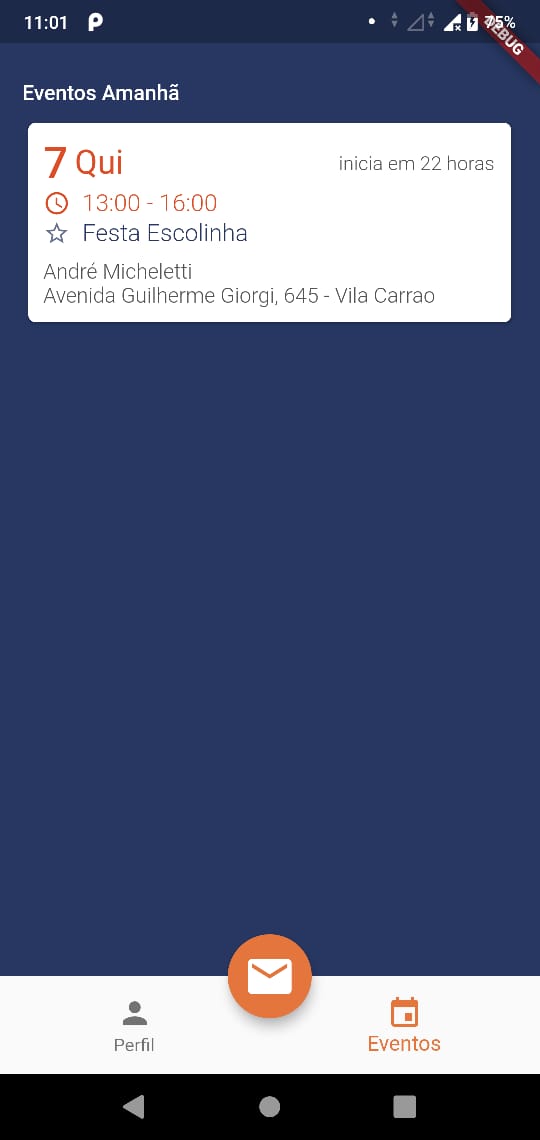 11:01
75%
DEBUG
Eventos Amanhã
7 Qui
inicia em 22 horas
13:00 - 16:00
Festa Escolinha
André Micheletti
Avenida Guilherme Giorgi, 645 - Vila Carrao
Perfil
Eventos